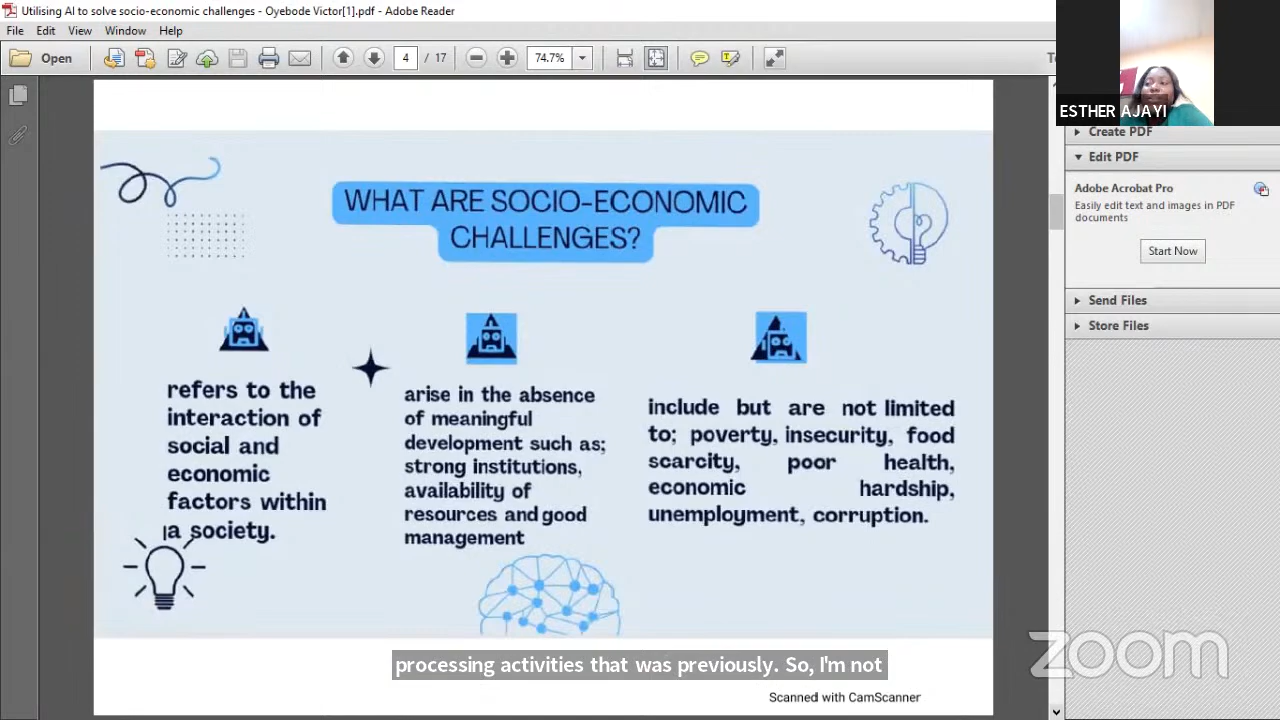 Utilising AI to solve socio-economic challenges - Oyebode Victor[1].pdf - Adobe Reader
File Edit View Window Help
Open
4 / 17
74.7%
ESTHER AJAYI
Create PDF
Edit PDF
Adobe Acrobat Pro
Easily edit text and images in PDF
documents
Start Now
Send Files
Store Files
WHAT ARE SOCIO-ECONOMIC
CHALLENGES?
refers to the
interaction of
social and
economic
factors within
a society.
arise in the absence
of meaningful
development such as;
strong institutions,
availability of
resources and good
management
include but are not limited
to; poverty, insecurity, food
scarcity, poor health,
economic hardship,
unemployment, corruption.
processing activities that was previously. So, I'm not
Scanned with CamScanner
zoom